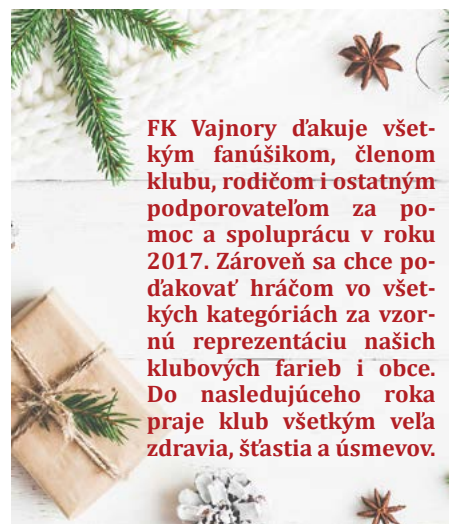 FK Vajnory ďakuje všet-
kým fanúšikom, členom
klubu, rodičom i ostatným
podporovateľom za po-
moc a spoluprácu v roku
2017. Zároveň sa chce po-
ďakovať hráčom vo všet-
kých kategóriách za vzor-
nú reprezentáciu našich
klubových farieb i obce.
Do nasledujúceho roka
praje klub všetkým veľa
zdravia, šťastia a úsmevov.